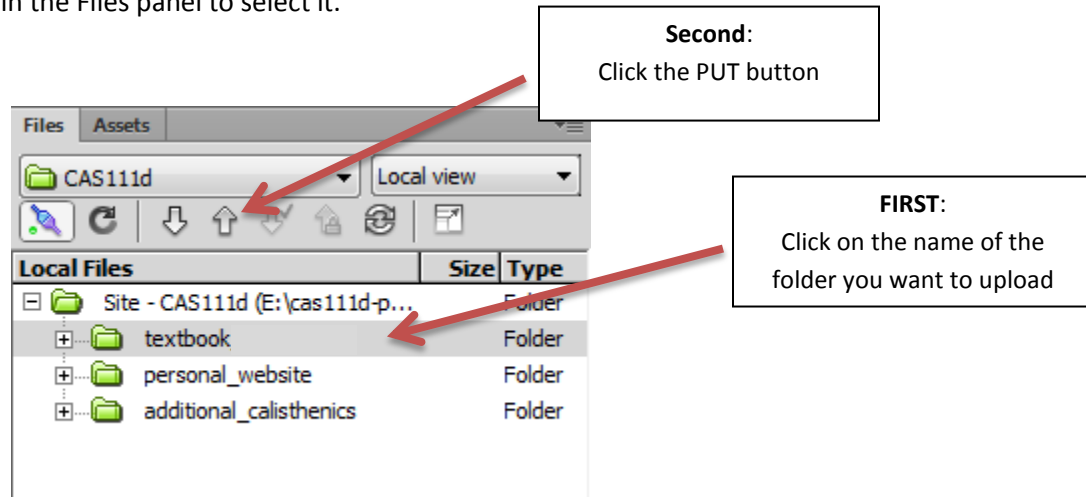 in the Files panel to select it.
Second:
Click the PUT button
Files Assets
CAS111d Local view
FIRST:
Click on the name of the
folder you want to upload
Local Files Size Type
Site - CAS111d (E:\cas111d-p... Folder
textbook Folder
personal_website Folder
additional_calisthenics Folder